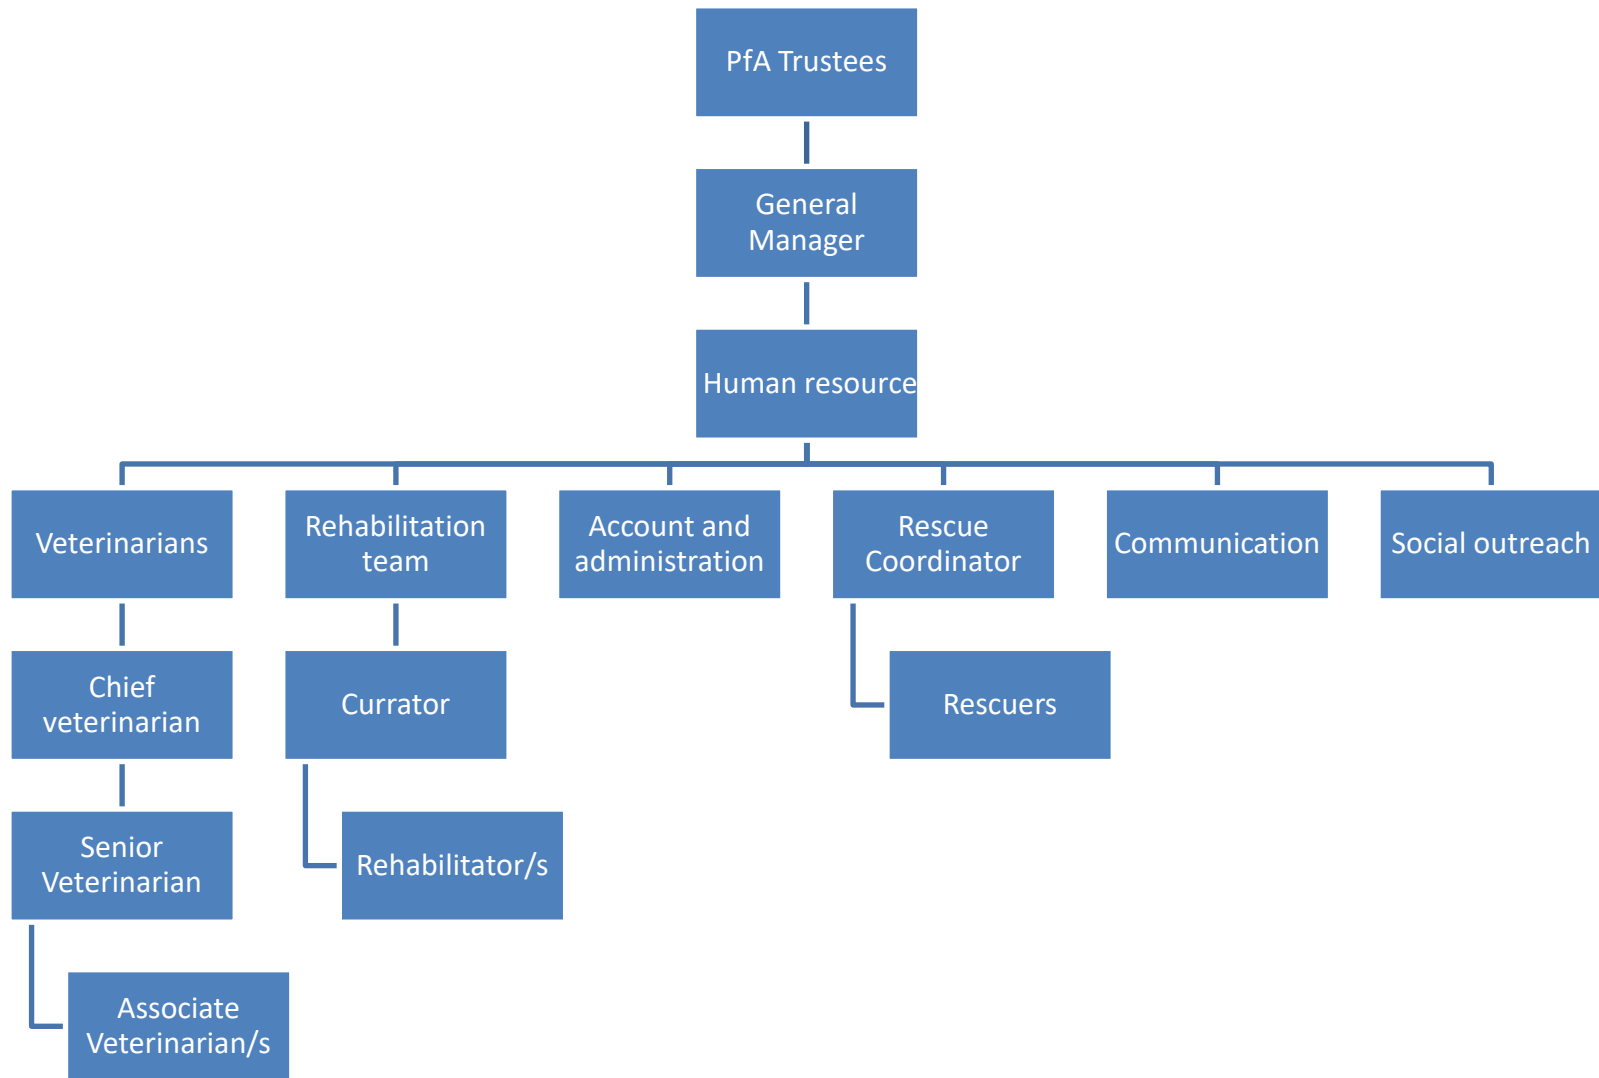 PfA Trustees
General
Manager
Human resource
Veterinarians
Rehabilitation
team
Account and
administration
Rescue
Coordinator
Communication
Social outreach
Chief
veterinarian
Currator
Rescuers
Senior
Veterinarian
Rehabilitator/s
Associate
Veterinarian/s